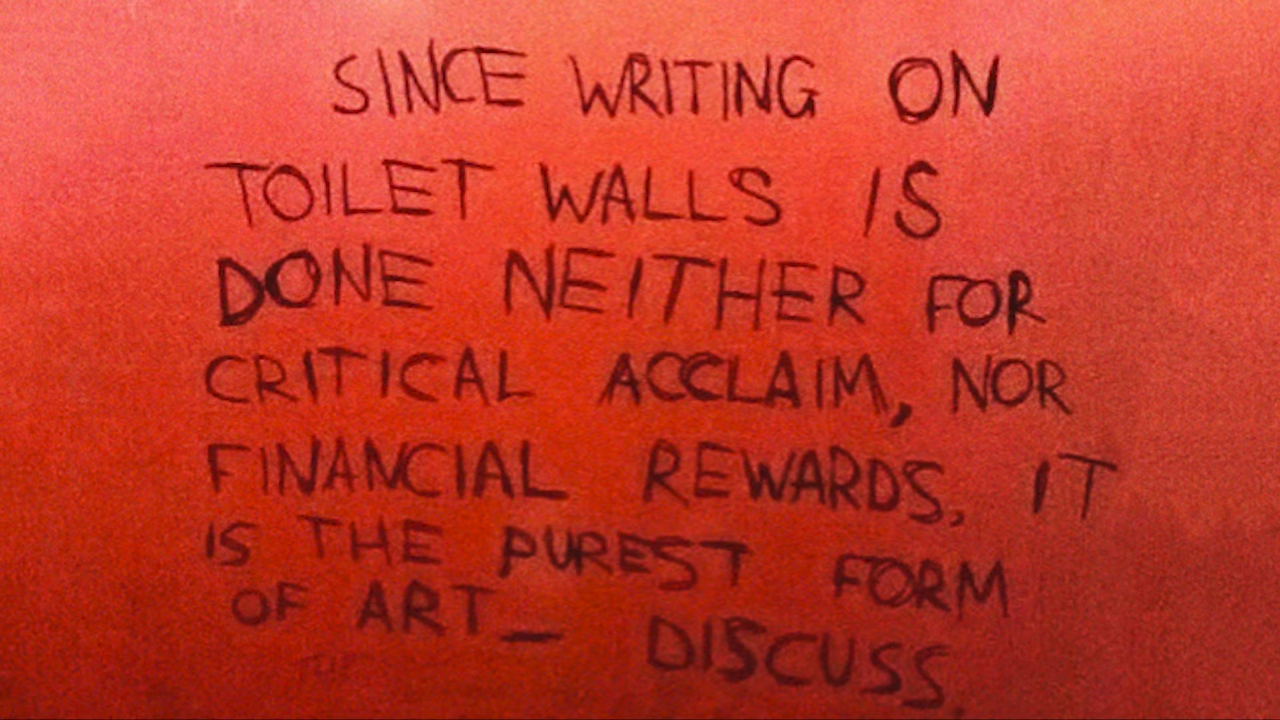 SINCE WRITING ON
TOILET WALLS IS
DONE NEITHER FOR
CRITICAL ACCLAIM, NOR
FINANCIAL REWARDS, IT
IS THE PUREST FORM
OF ART — DISCUSS.